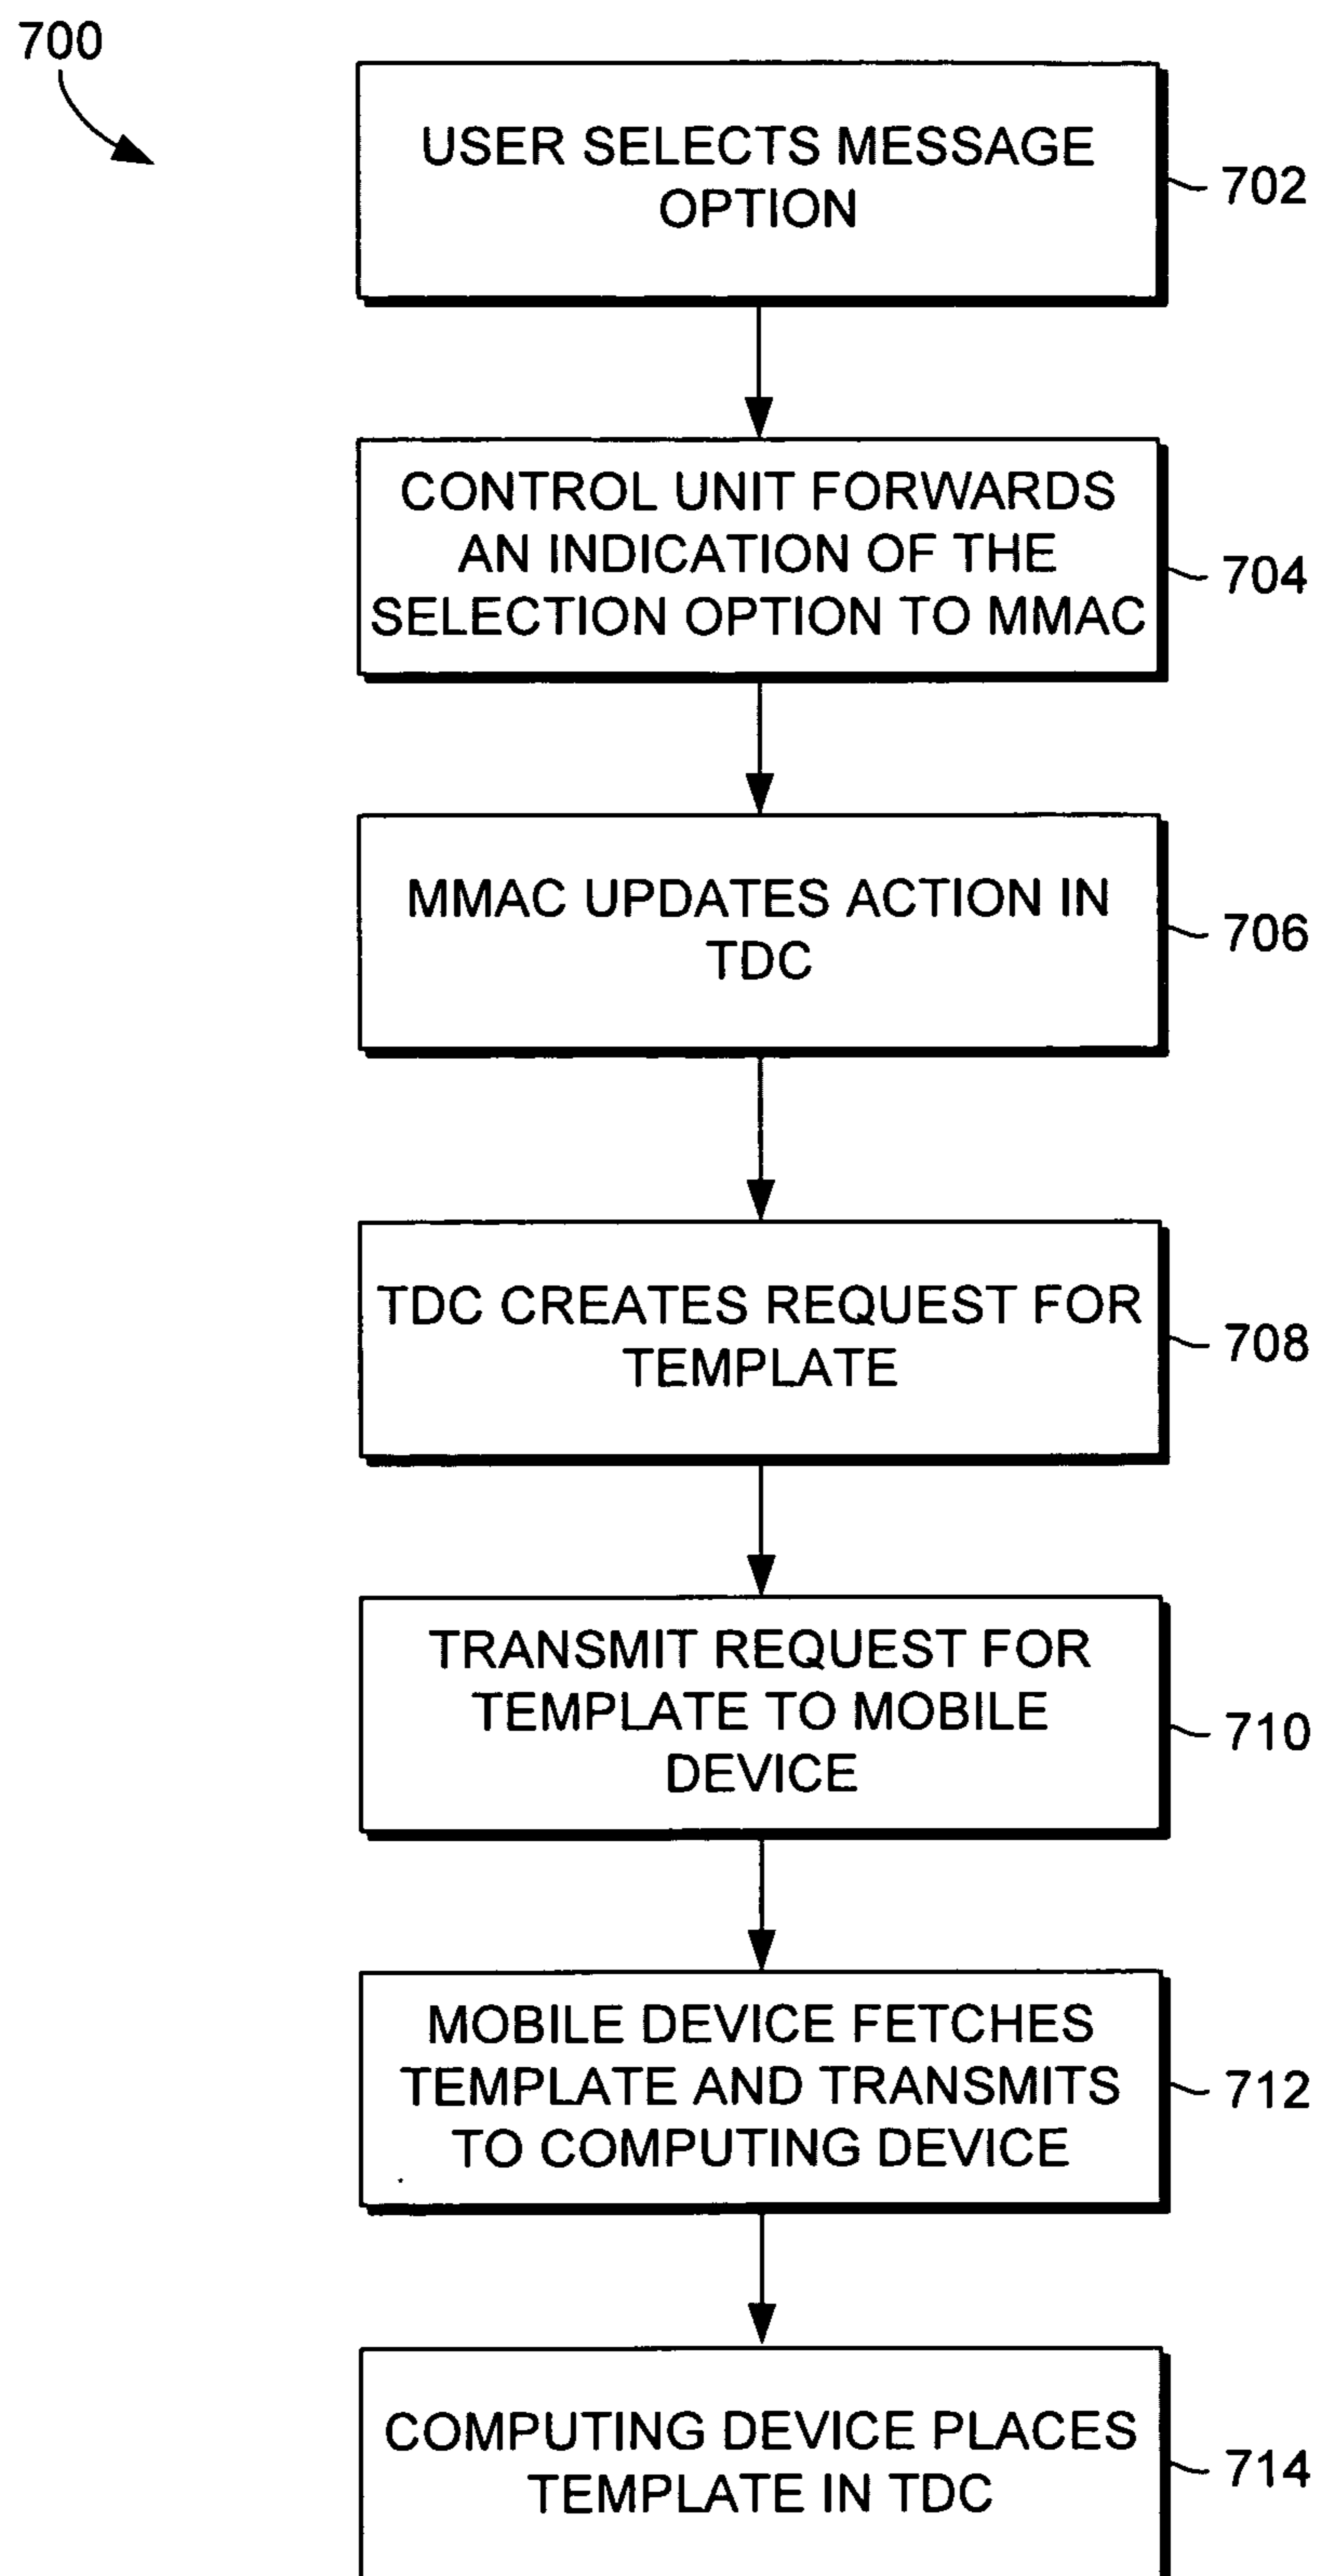 700
USER SELECTS MESSAGE
OPTION
702
CONTROL UNIT FORWARDS
AN INDICATION OF THE
SELECTION OPTION TO MMAC
704
MMAC UPDATES ACTION IN
TDC
706
TDC CREATES REQUEST FOR
TEMPLATE
708
TRANSMIT REQUEST FOR
TEMPLATE TO MOBILE
DEVICE
710
MOBILE DEVICE FETCHES
TEMPLATE AND TRANSMITS
TO COMPUTING DEVICE
712
COMPUTING DEVICE PLACES
TEMPLATE IN TDC
714